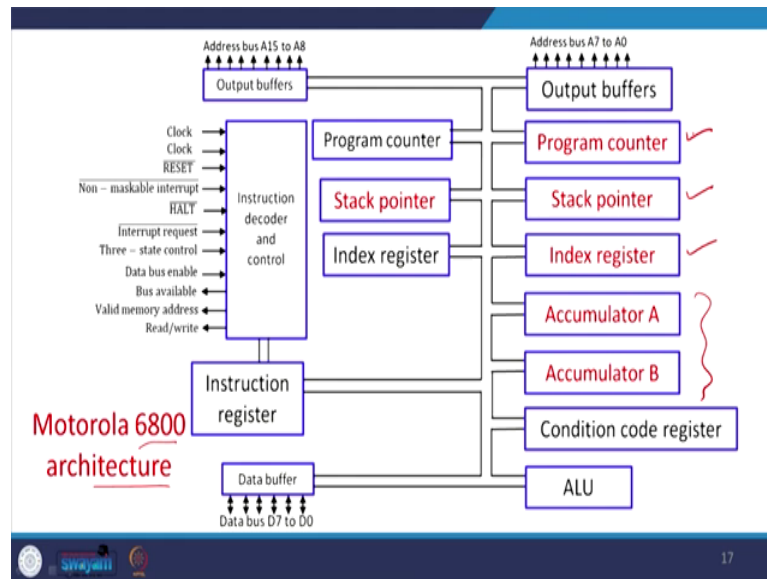 Address bus A15 to A8
Address bus A7 to A0
Output buffers
Output buffers
Clock
Clock
RESET
Non − maskable interrupt
HALT
Interrupt request
Three − state control
Data bus enable
Bus available
Valid memory address
Read/write
Instruction
decoder
and
control
Program counter
Program counter
Stack pointer
Stack pointer
Index register
Index register
Accumulator A
Accumulator B
Instruction
register
Condition code register
Motorola 6800
architecture
Data buffer
ALU
Data bus D7 to D0
swayam
17